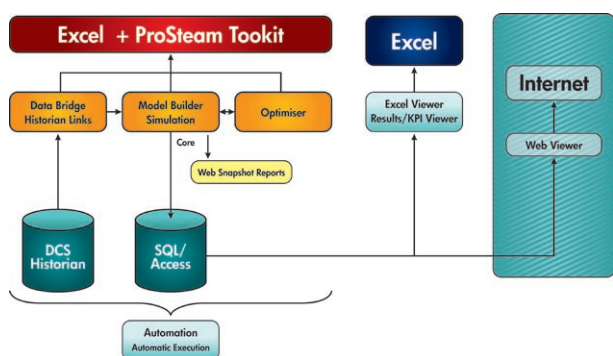 Excel + ProSteam Tookit
Excel
Internet
Data Bridge
Historian Links
Model Builder
Simulation
Optimiser
Excel Viewer
Results/KPI Viewer
Web Viewer
Core
Web Snapshot Reports
DCS
Historian
SQL/
Access
Automation
Automatic Execution